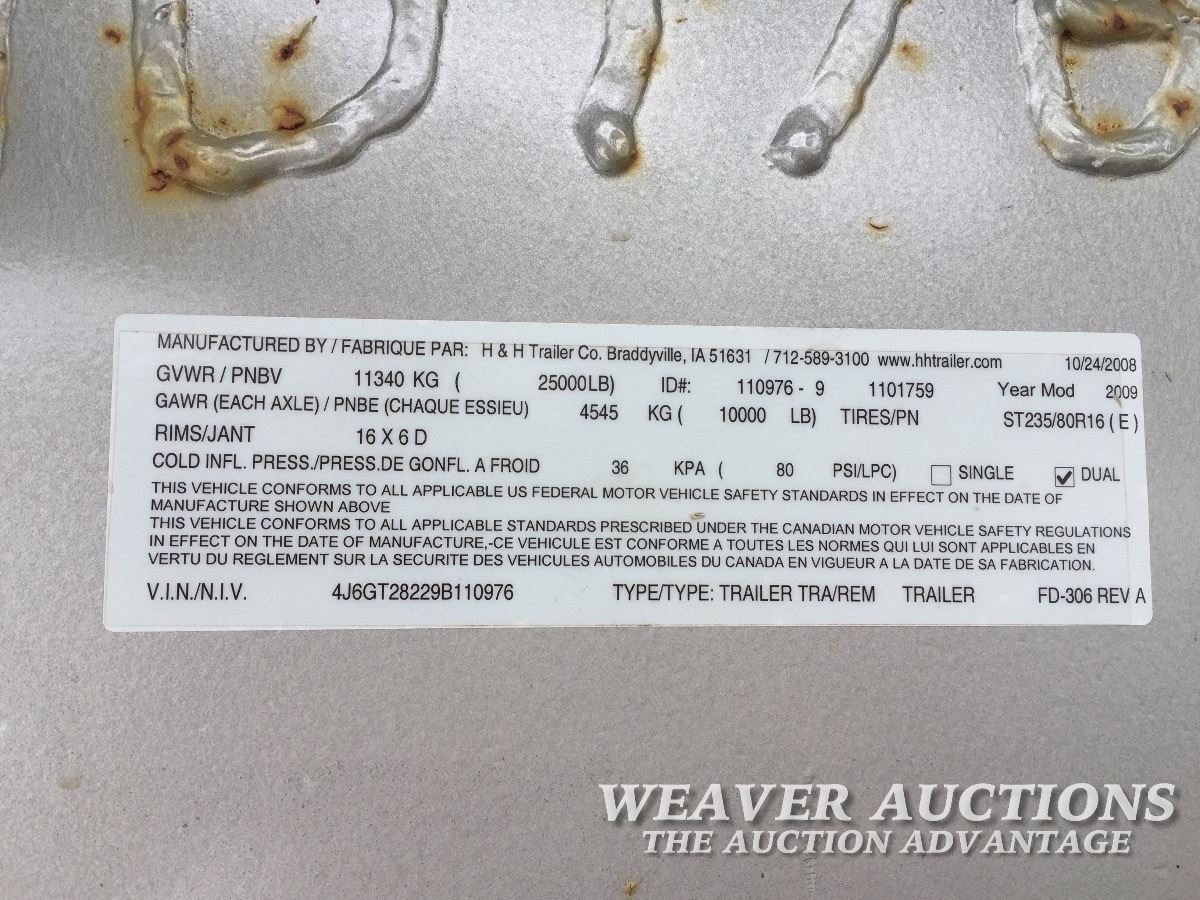 MANUFACTURED BY / FABRIQUE PAR: H & H Trailer Co. Braddyville, IA 51631 / 712-589-3100 www.hhtrailer.com 10/24/2008
GVWR / PNBV 11340 KG ( 25000LB) ID#: 110976 - 9 1101759 Year Mod 2009
GAWR (EACH AXLE) / PNBE (CHAQUE ESSIEU) 4545 KG ( 10000 LB) TIRES/PN ST235/80R16 ( E )
RIMS/JANT 16 X 6 D
COLD INFL. PRESS./PRESS.DE GONFL. A FROID 36 KPA ( 80 PSI/LPC) SINGLE DUAL
THIS VEHICLE CONFORMS TO ALL APPLICABLE US FEDERAL MOTOR VEHICLE SAFETY STANDARDS IN EFFECT ON THE DATE OF
MANUFACTURE SHOWN ABOVE
THIS VEHICLE CONFORMS TO ALL APPLICABLE STANDARDS PRESCRIBED UNDER THE CANADIAN MOTOR VEHICLE SAFETY REGULATIONS
IN EFFECT ON THE DATE OF MANUFACTURE,-CE VEHICULE EST CONFORME A TOUTES LES NORMES QUI LUI SONT APPLICABLES EN
VERTU DU REGLEMENT SUR LA SECURITE DES VEHICULES AUTOMOBILES DU CANADA EN VIGUEUR A LA DATE DE SA FABRICATION.
V.I.N./N.I.V. 4J6GT28229B110976 TYPE/TYPE: TRAILER TRA/REM TRAILER FD-306 REV A
WEAVER AUCTIONS
THE AUCTION ADVANTAGE